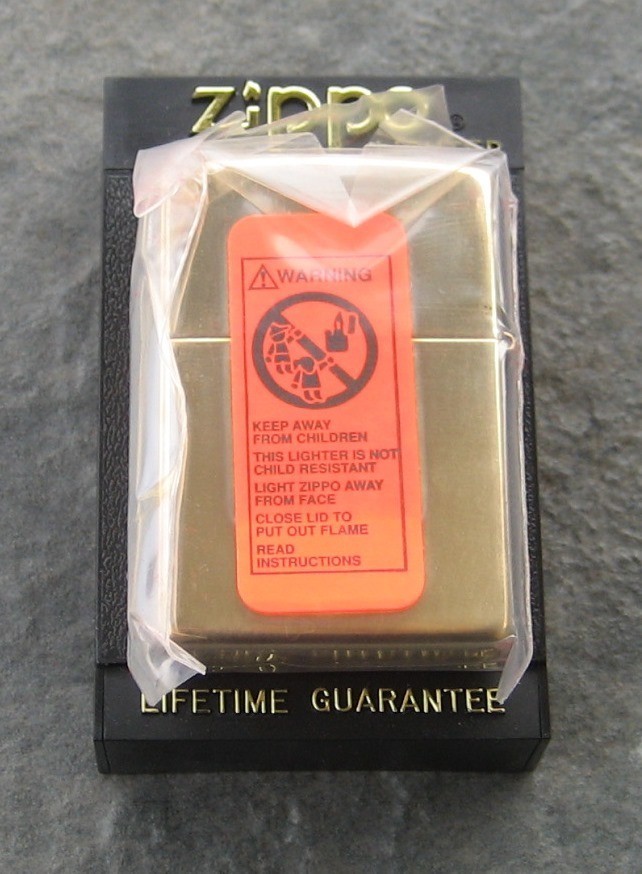 zippo
WARNING
KEEP AWAY
FROM CHILDREN
THIS LIGHTER IS NOT
CHILD RESISTANT
LIGHT ZIPPO AWAY
FROM FACE
CLOSE LID TO
PUT OUT FLAME
READ
INSTRUCTIONS
LIFETIME GUARANTEE